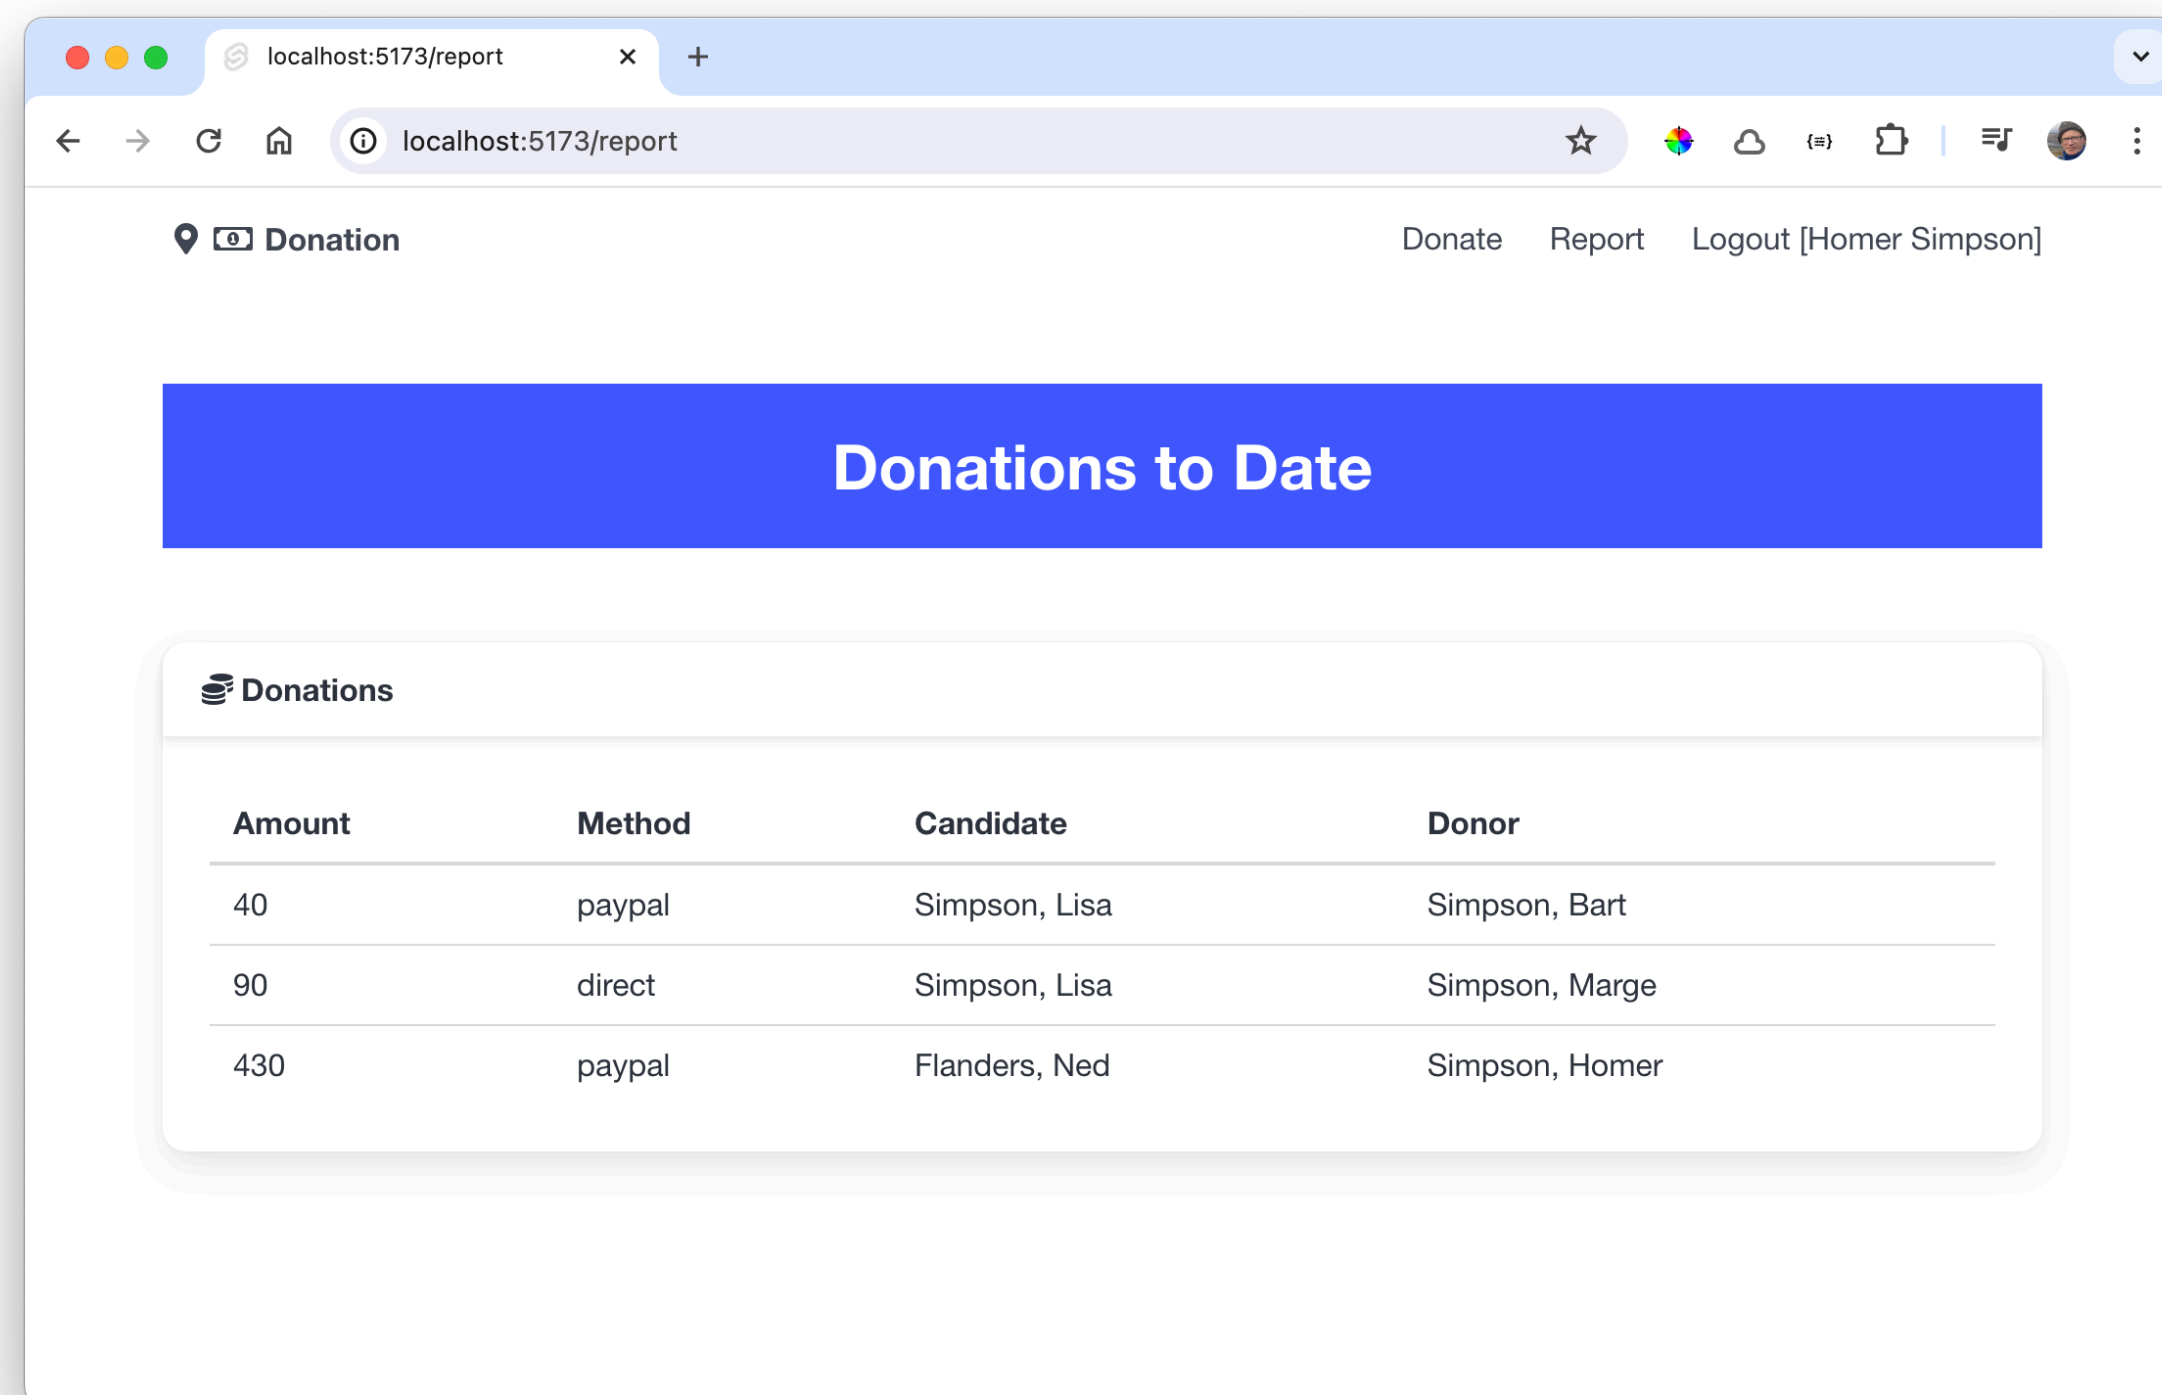 localhost:5173/report
localhost:5173/report
Donation Donate Report Logout [Homer Simpson]
Donations to Date
Donations
Amount Method Candidate Donor
40 paypal Simpson, Lisa Simpson, Bart
90 direct Simpson, Lisa Simpson, Marge
430 paypal Flanders, Ned Simpson, Homer